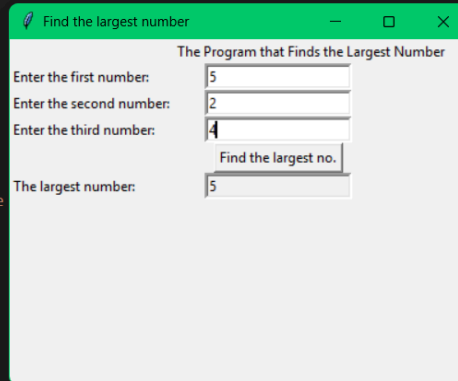 Find the largest number
The Program that Finds the Largest Number
Enter the first number: 5
Enter the second number: 2
Enter the third number: 4
Find the largest no.
The largest number: 5
e